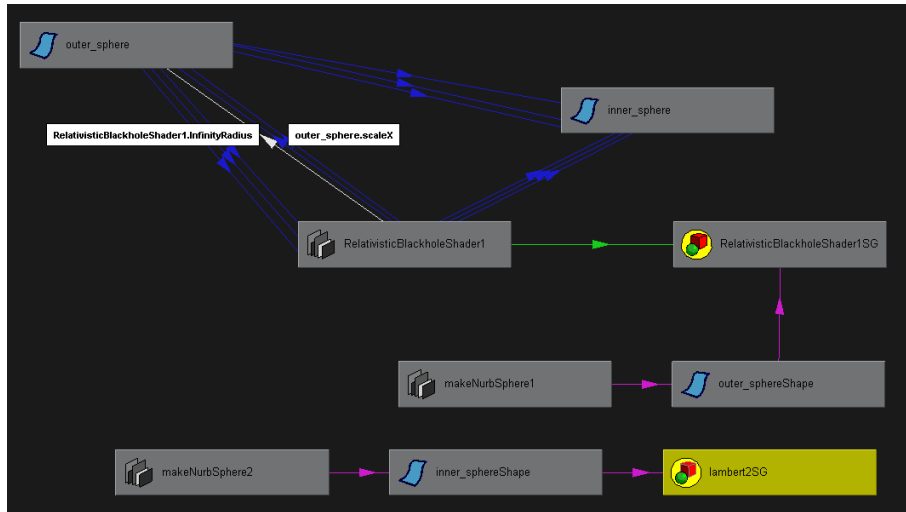 outer_sphere
inner_sphere
RelativisticBlackholeShader1.InfinityRadius
outer_sphere.scaleX
RelativisticBlackholeShader1
RelativisticBlackholeShader1SG
makeNurbSphere1
outer_sphereShape
makeNurbSphere2
inner_sphereShape
lambert2SG